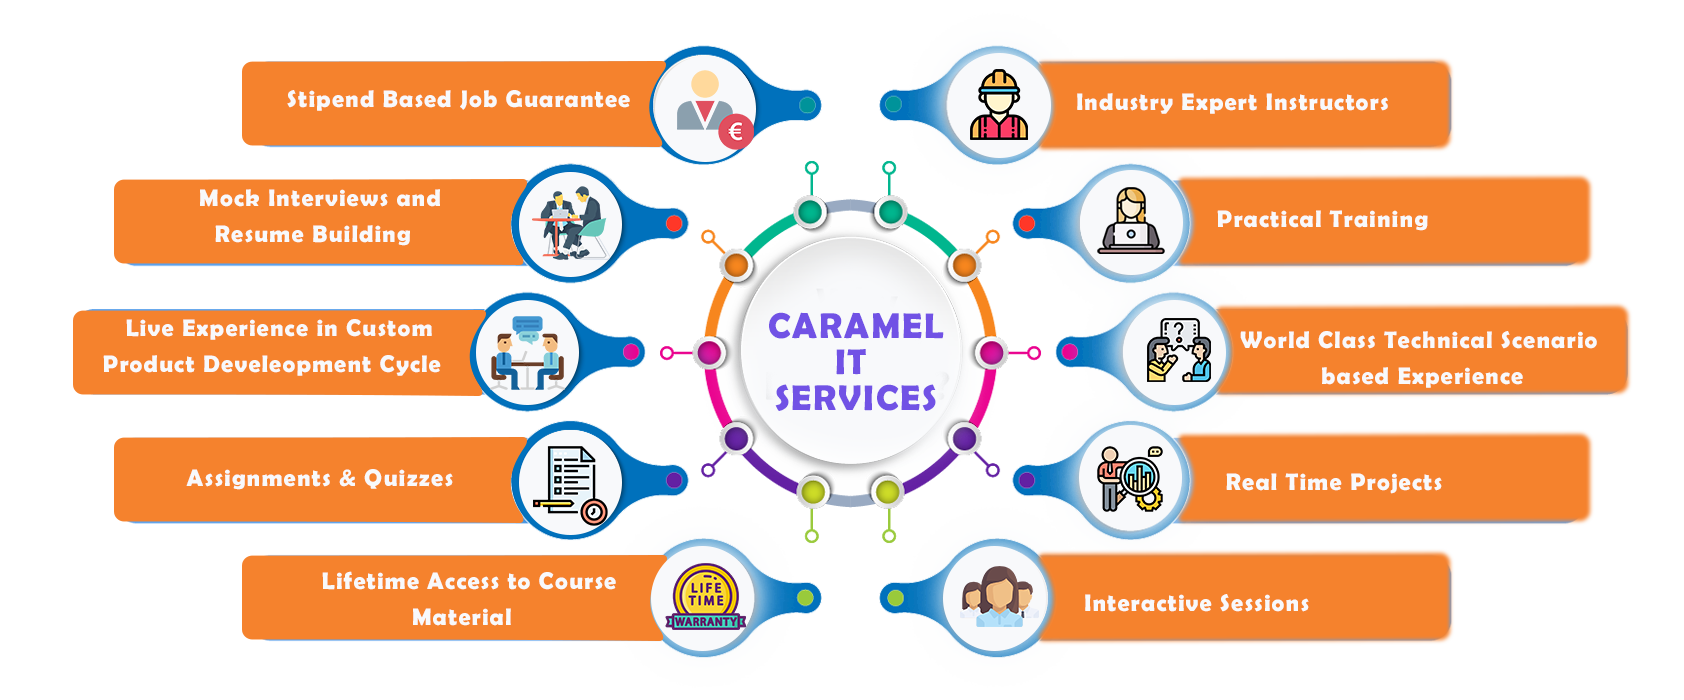 Stipend Based Job Guarantee
Mock Interviews and
Resume Building
Live Experience in Custom
Product Develeopment Cycle
Assignments & Quizzes
Lifetime Access to Course
Material
LIFE
TIME
WARRANTY
€
CARAMEL
IT
SERVICES
Industry Expert Instructors
Practical Training
?
World Class Technical Scenario
based Experience
Real Time Projects
Interactive Sessions